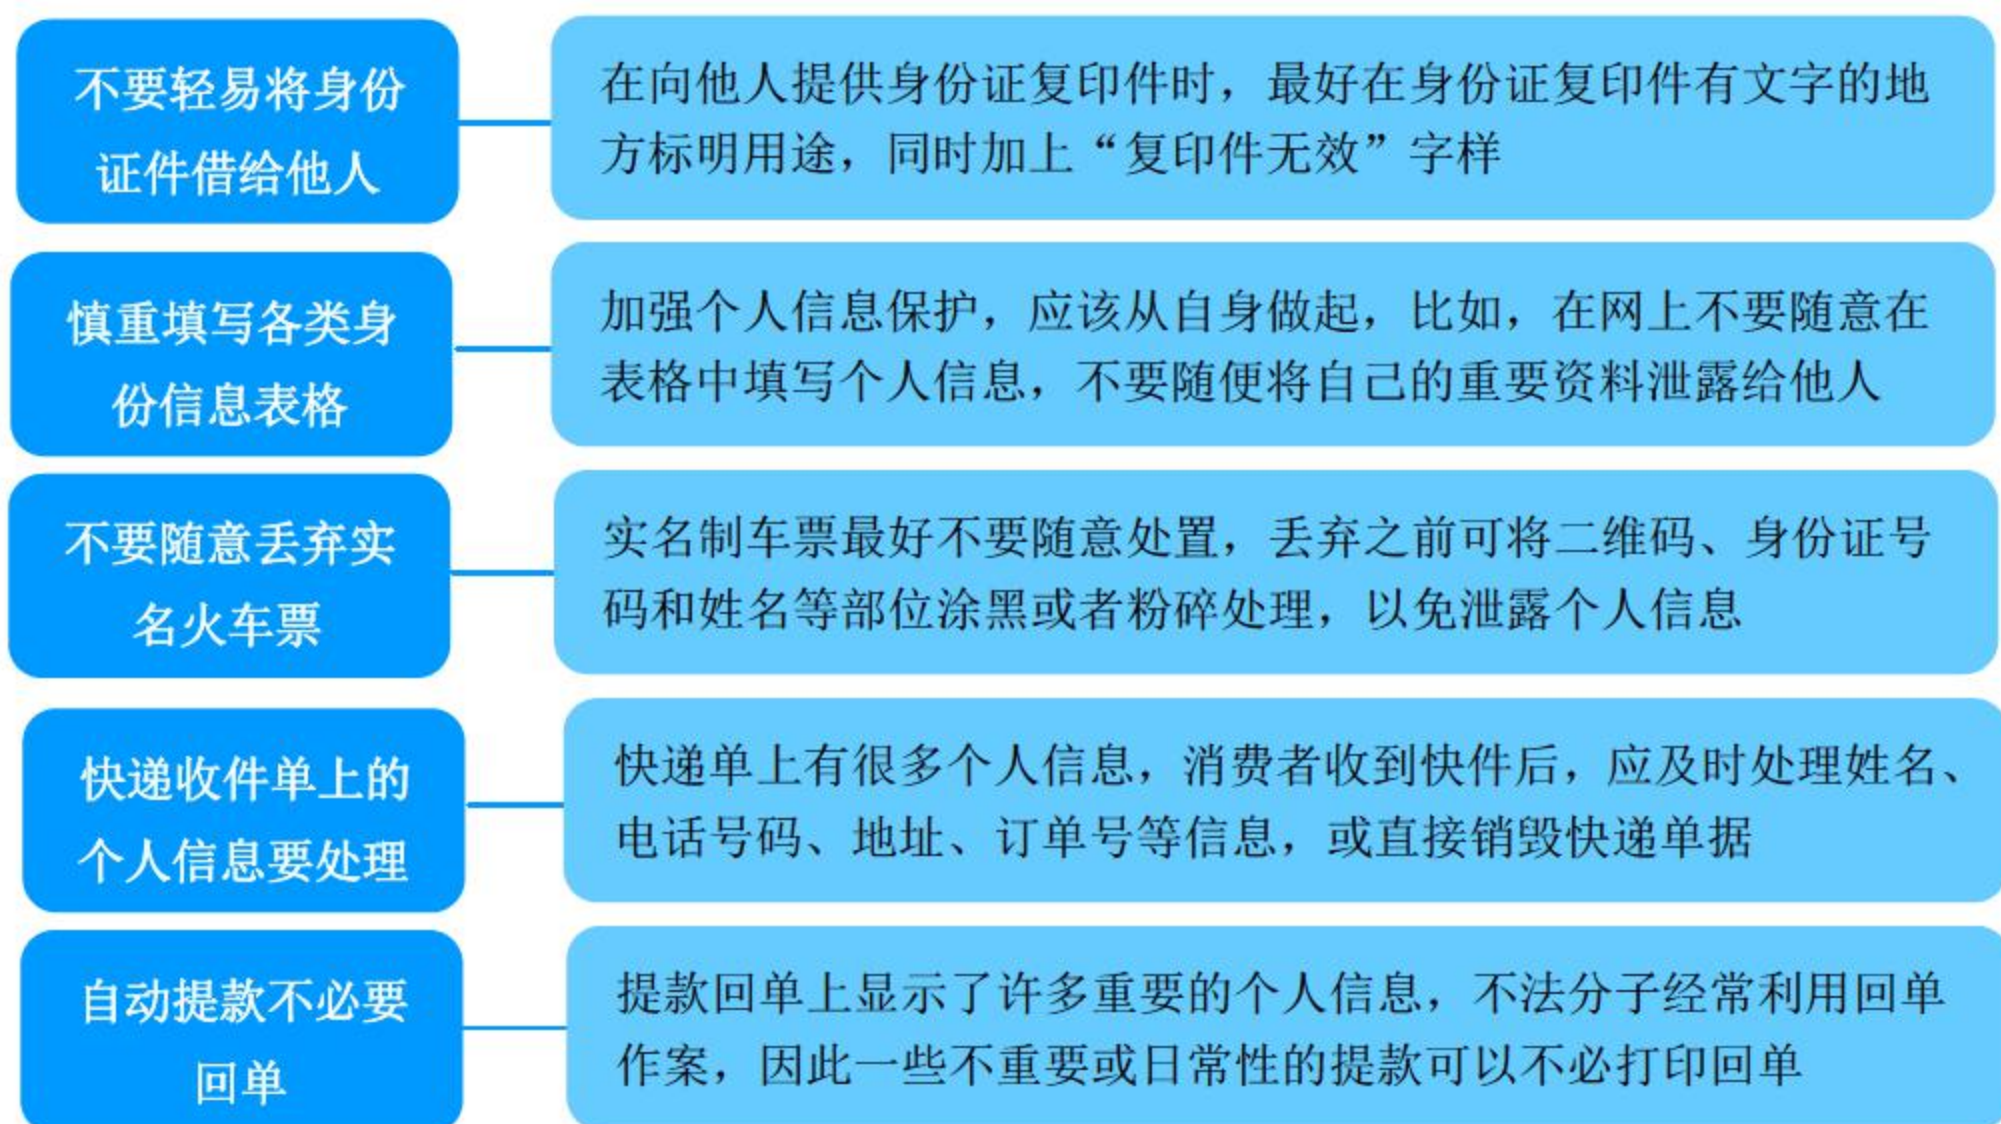 不要轻易将身份
证件借给他人
在向他人提供身份证复印件时，最好在身份证复印件有文字的地
方标明用途，同时加上“复印件无效”字样
慎重填写各类身
份信息表格
加强个人信息保护，应该从自身做起，比如，在网上不要随意在
表格中填写个人信息，不要随便将自己的重要资料泄露给他人
不要随意丢弃实
名火车票
实名制车票最好不要随意处置，丢弃之前可将二维码、身份证号
码和姓名等部位涂黑或者粉碎处理，以免泄露个人信息
快递收件单上的
个人信息要处理
快递单上有很多个人信息，消费者收到快件后，应及时处理姓名、
电话号码、地址、订单号等信息，或直接销毁快递单据
自动提款不必要
回单
提款回单上显示了许多重要的个人信息，不法分子经常利用回单
作案，因此一些不重要或日常性的提款可以不必打印回单